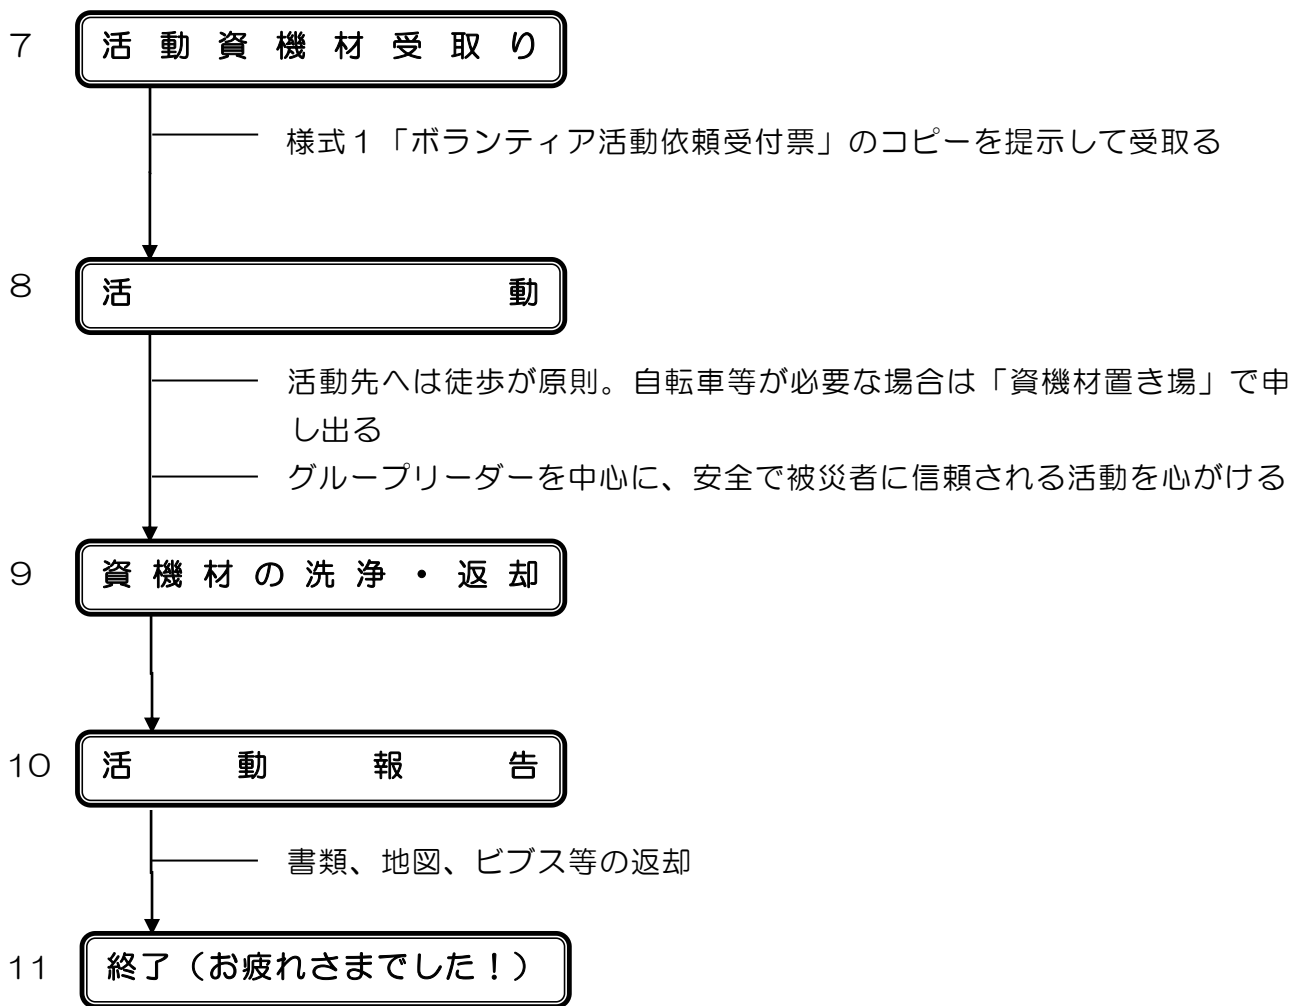 7 活動資機材受取り
様式1「ボランティア活動依頼受付票」のコピーを提示して受取る
8 活動
活動先へは徒歩が原則。自転車等が必要な場合は「資機材置き場」で申
し出る
グループリーダーを中心に、安全で被災者に信頼される活動を心がける
9 資機材の洗浄・返却
10 活動報告
書類、地図、ビブス等の返却
11 終了（お疲れさまでした！）